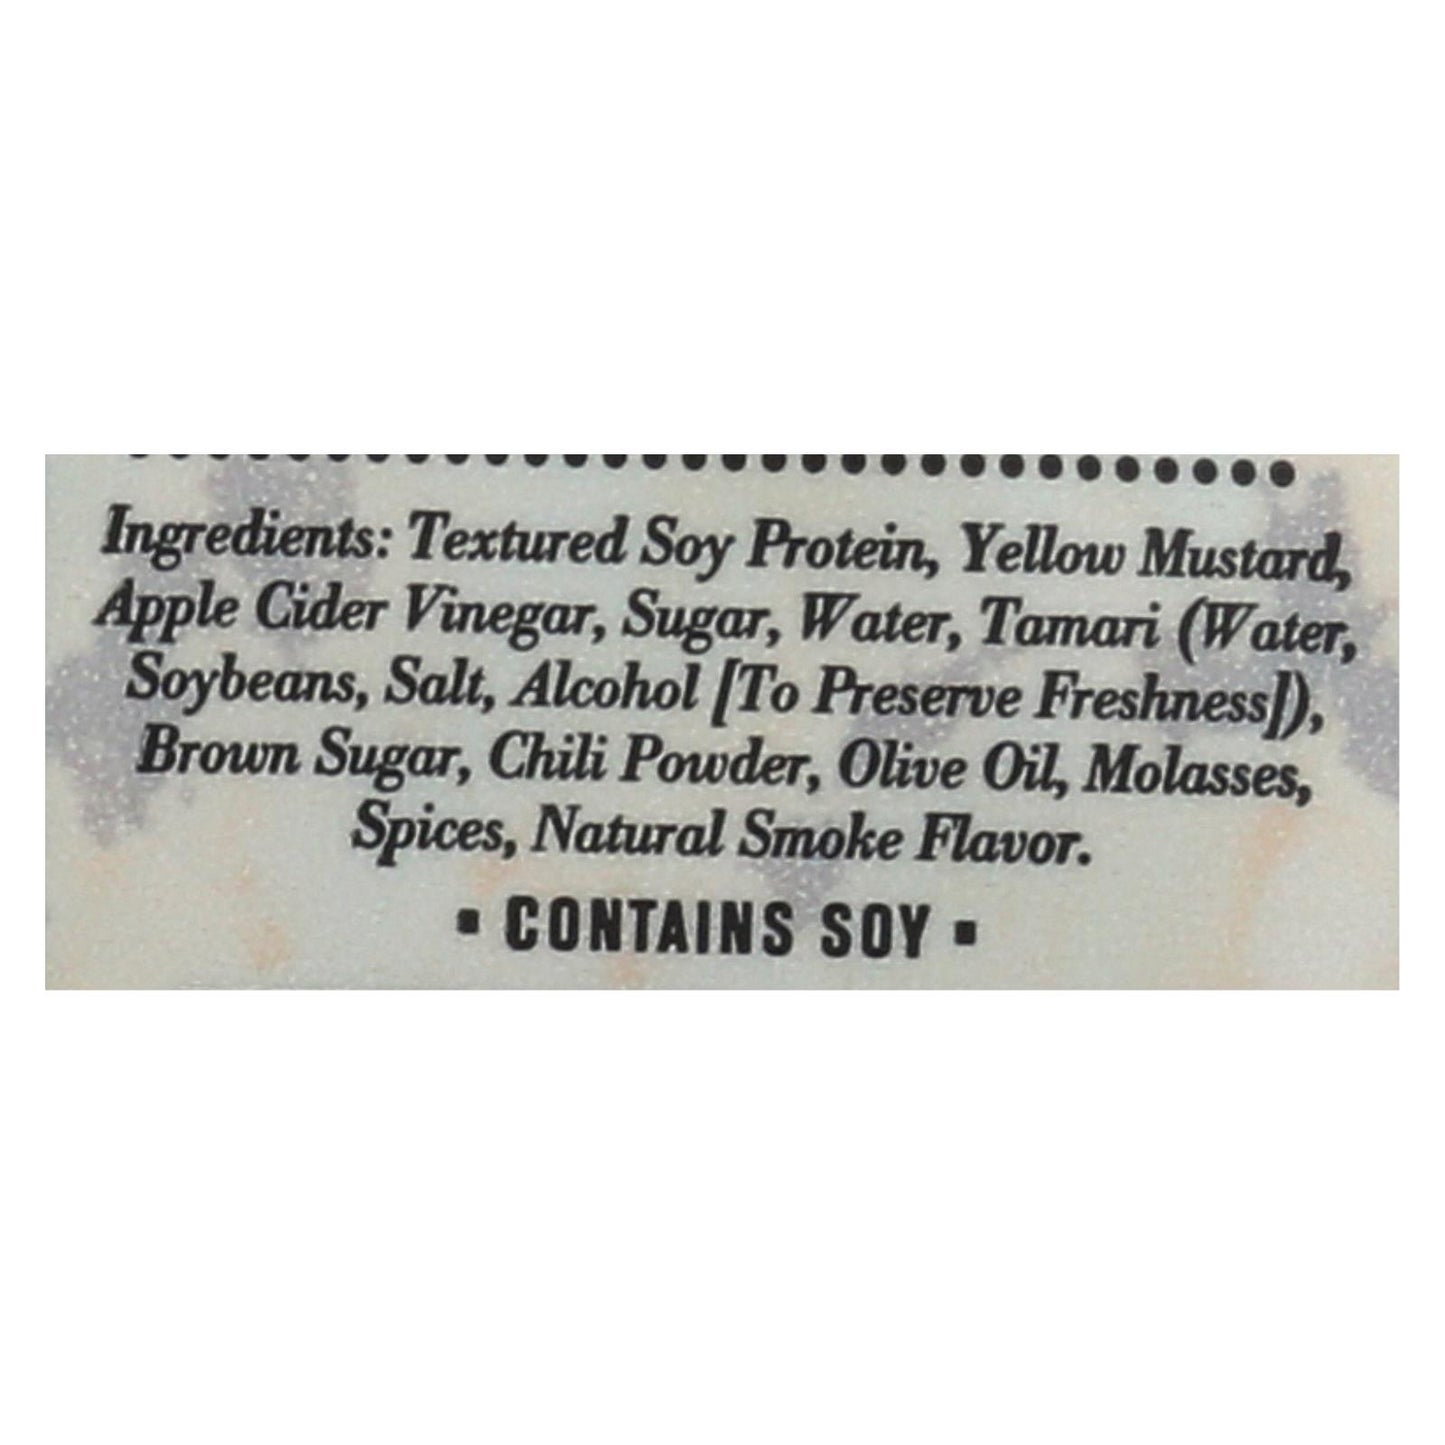 Ingredients: Textured Soy Protein, Yellow Mustard,
Apple Cider Vinegar, Sugar, Water, Tamari (Water,
Soybeans, Salt, Alcohol [To Preserve Freshness]),
Brown Sugar, Chili Powder, Olive Oil, Molasses,
Spices, Natural Smoke Flavor.
▪ CONTAINS SOY ▪